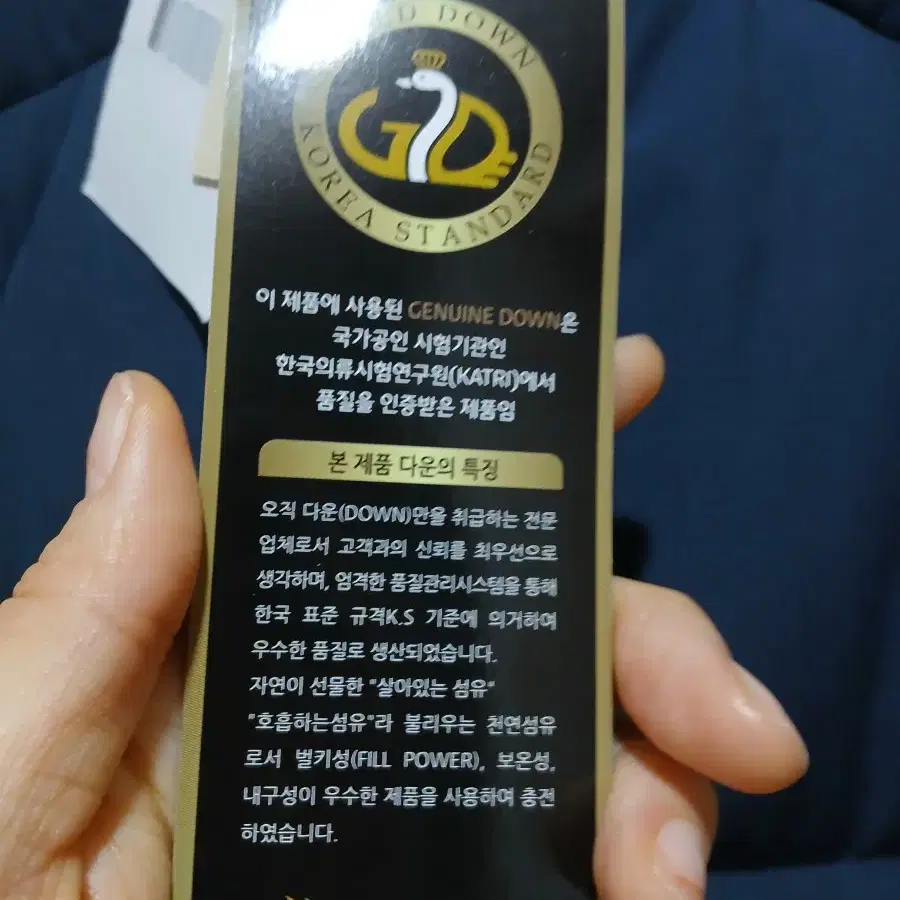 DOWN
GD
KOREA STANDARD
이 제품에 사용된 GENUINE DOWN은
국가공인 시험기관인
한국의류시험연구원(KATRI)에서
품질을 인증받은 제품임
본 제품 다운의 특징
오직 다운(DOWN)만을 취급하는 전문
업체로서 고객과의 신뢰를 최우선으로
생각하며, 엄격한 품질관리시스템을 통해
한국 표준 규격K.S 기준에 의거하여
우수한 품질로 생산되었습니다.
자연이 선물한 "살아있는 섬유"
"호흡하는섬유"라 불리우는 천연섬유
로서 벌키성(FILL POWER), 보온성,
내구성이 우수한 제품을 사용하여 충전
하였습니다.